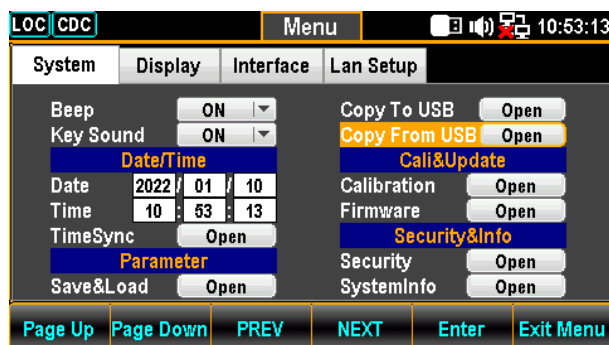 LOC CDC Menu 10:53:13
System Display Interface Lan Setup
Beep ON Copy To USB Open
Key Sound ON Copy From USB Open
Date/Time Cali&Update
Date 2022 / 01 / 10 Calibration Open
Time 10 : 53 : 13 Firmware Open
TimeSync Open Security&Info
Parameter Security Open
Save&Load Open SystemInfo Open
Page Up Page Down PREV NEXT Enter Exit Menu